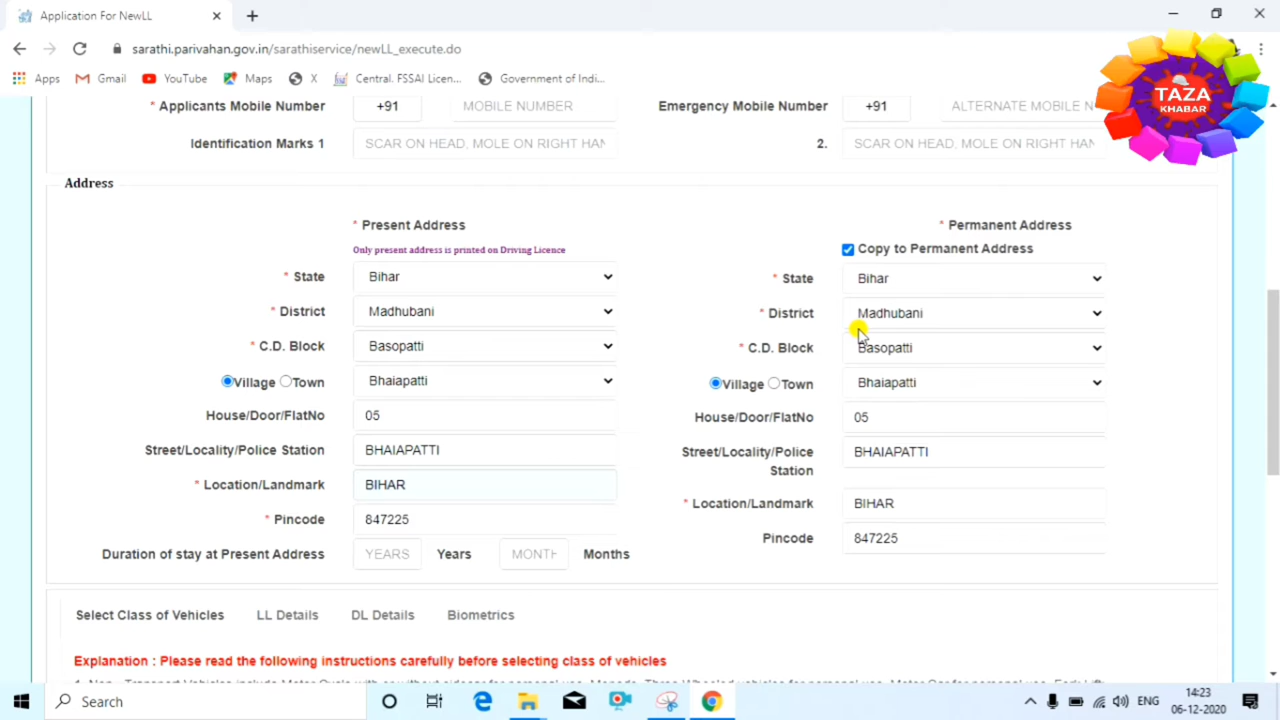 Application For NewLL
sarathi.parivahan.gov.in/sarathiservice/newLL_execute.do
Apps Gmail YouTube Maps X Central. FSSAI Licen... Government of Indi...
TAZA
KHABAR
* Applicants Mobile Number +91 MOBILE NUMBER Emergency Mobile Number +91 ALTERNATE MOBILE N
Identification Marks 1 SCAR ON HEAD, MOLE ON RIGHT HAN 2. SCAR ON HEAD, MOLE ON RIGHT HAN
Address
* Present Address * Permanent Address
Only present address is printed on Driving Licence Copy to Permanent Address
* State Bihar * State Bihar
* District Madhubani * District Madhubani
* C.D. Block Basopatti * C.D. Block Basopatti
Village Town Bhaiapatti Village Town Bhaiapatti
House/Door/FlatNo 05 House/Door/FlatNo 05
Street/Locality/Police Station BHAIAPATTI Street/Locality/Police Station BHAIAPATTI
* Location/Landmark BIHAR * Location/Landmark BIHAR
* Pincode 847225 Pincode 847225
Duration of stay at Present Address YEARS Years MONTH Months
Select Class of Vehicles LL Details DL Details Biometrics
Explanation : Please read the following instructions carefully before selecting class of vehicles
Search ENG 14:23
06-12-2020